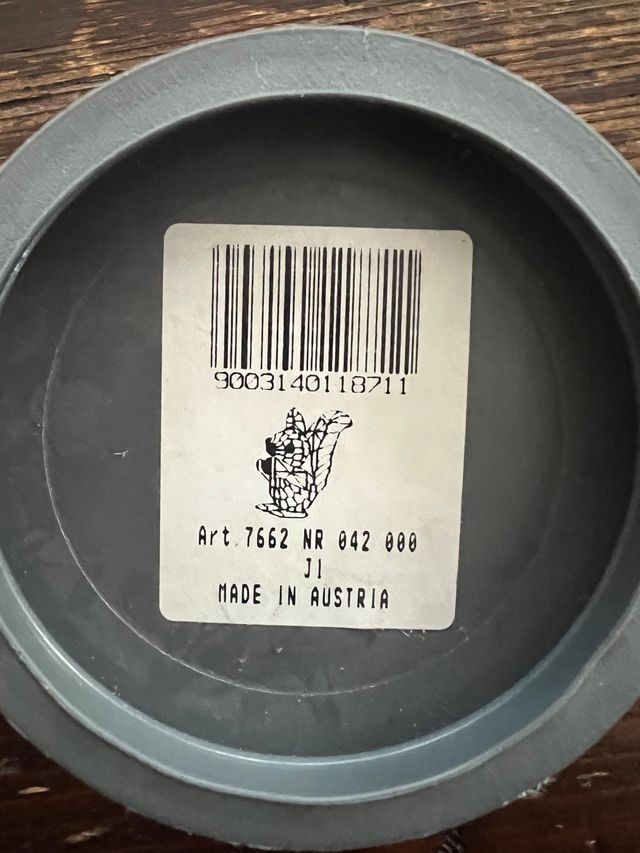 9003140118711
Art.7662 NR 042 000
J1
MADE IN AUSTRIA